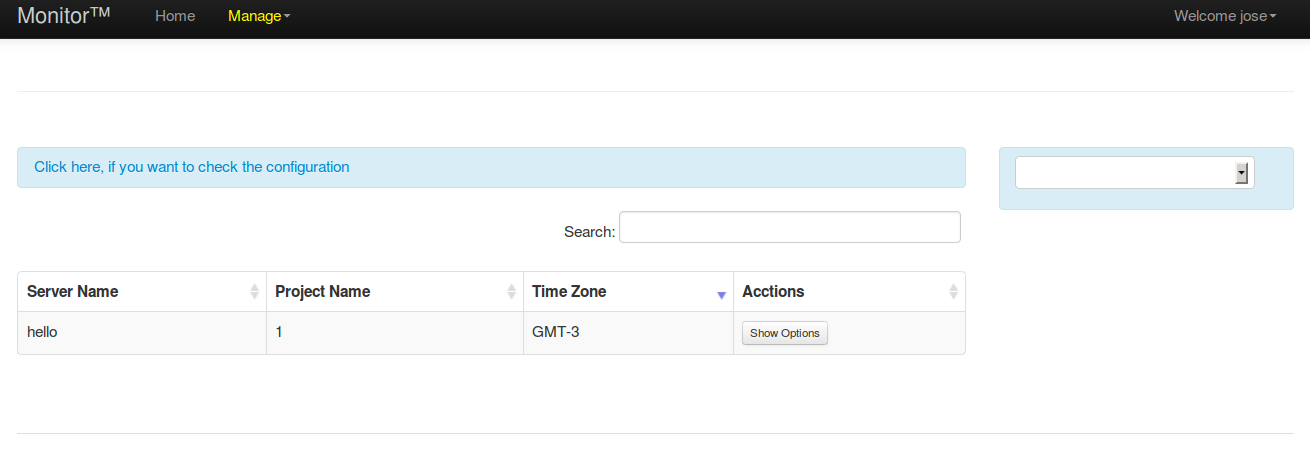 Monitor™ Home Manage Welcome jose
Click here, if you want to check the configuration
Search:
Server Name Project Name Time Zone Acctions
hello 1 GMT-3 Show Options